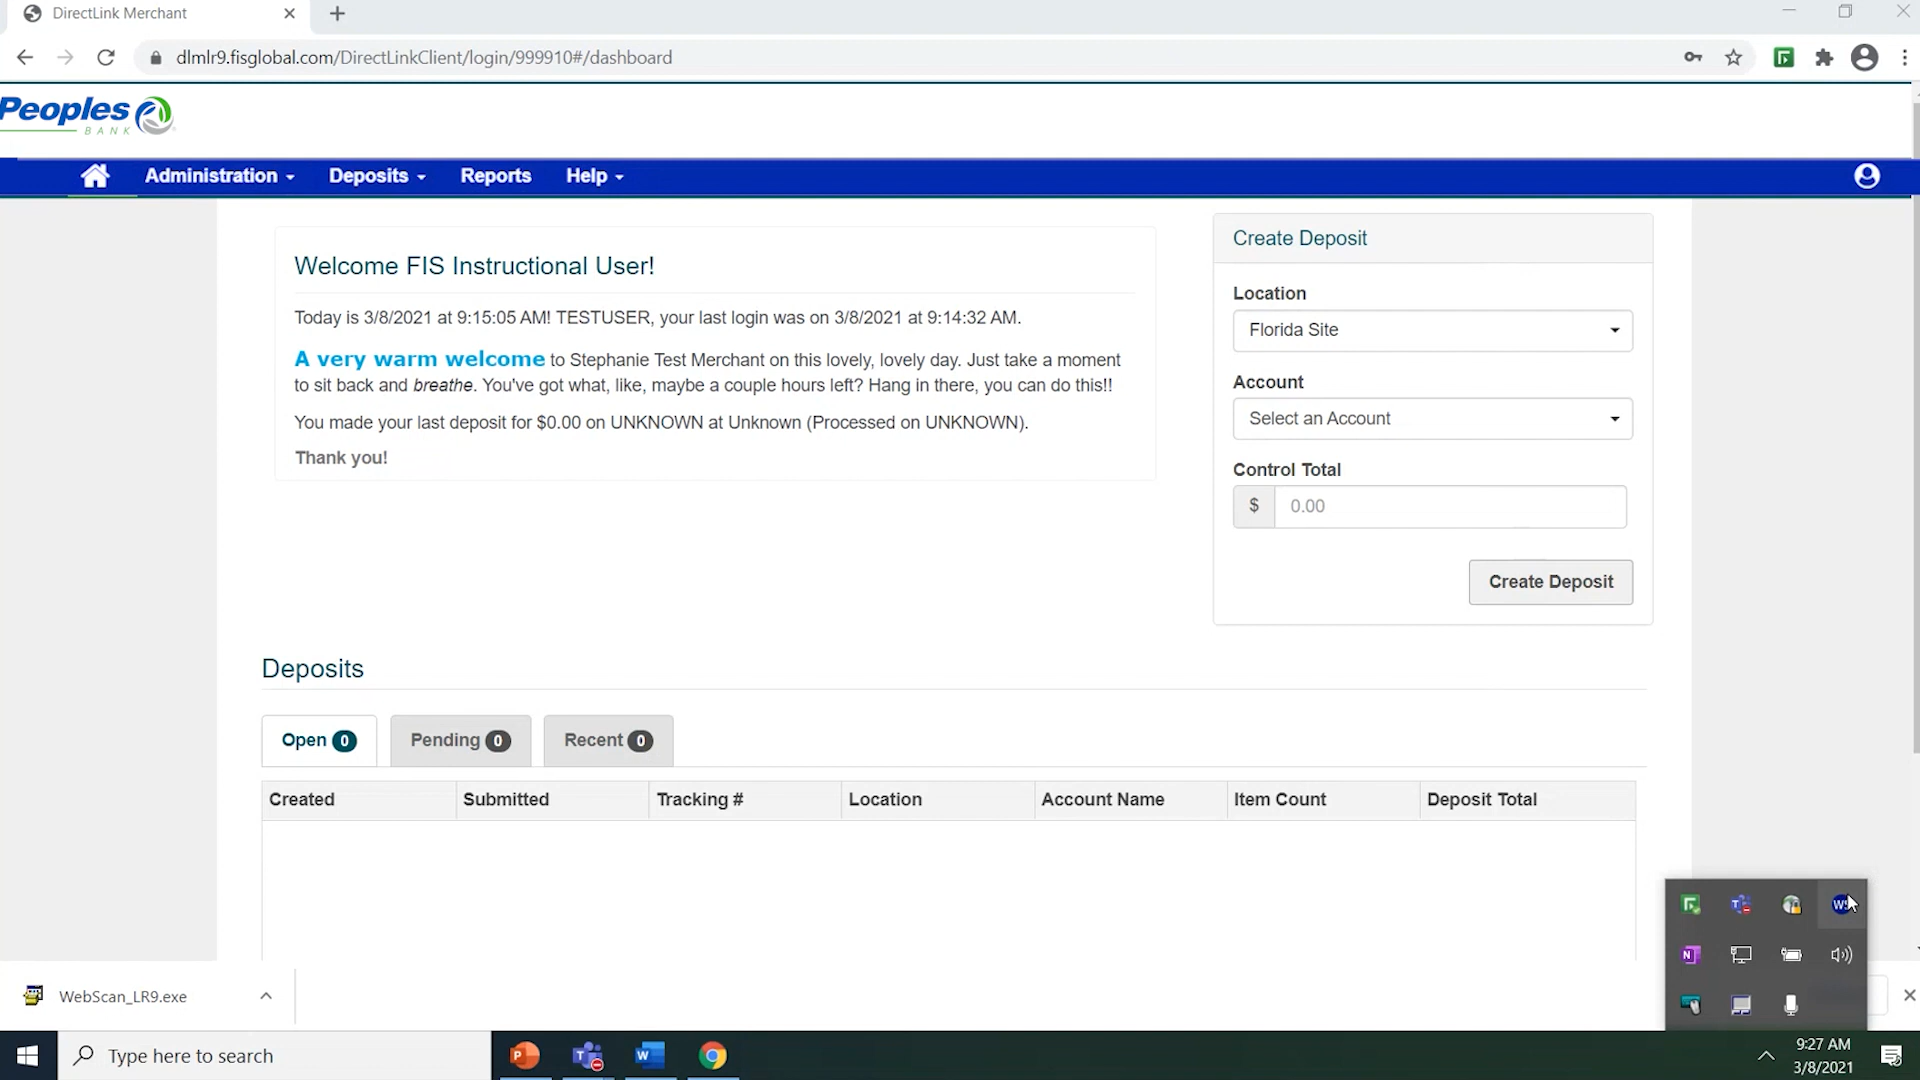 DirectLink Merchant
dlmlr9.fisglobal.com/DirectLinkClient/login/999910#/dashboard
Peoples
BANK
Administration
Deposits
Reports
Help
Welcome FIS Instructional User!
Today is 3/8/2021 at 9:15:05 AM! TESTUSER, your last login was on 3/8/2021 at 9:14:32 AM.
A very warm welcome to Stephanie Test Merchant on this lovely, lovely day. Just take a moment
to sit back and breathe. You've got what, like, maybe a couple hours left? Hang in there, you can do this!!
You made your last deposit for $0.00 on UNKNOWN at Unknown (Processed on UNKNOWN).
Thank you!
Create Deposit
Location
Florida Site
Account
Select an Account
Control Total
$ 0.00
Create Deposit
Deposits
Open 0
Pending 0
Recent 0
Created Submitted Tracking # Location Account Name Item Count Deposit Total
WebScan_LR9.exe
Type here to search
9:27 AM
3/8/2021